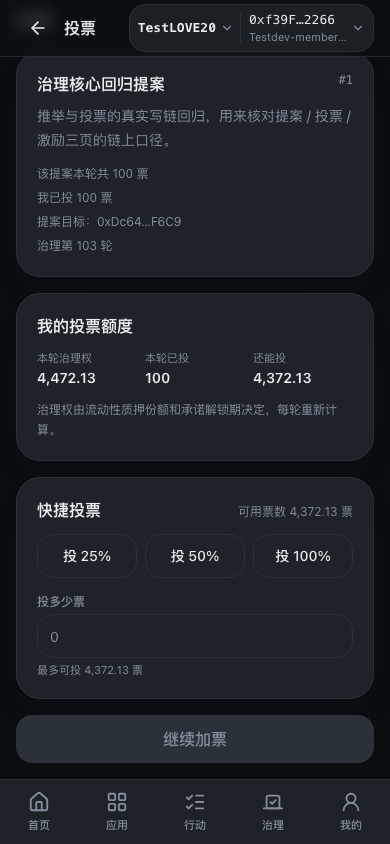 投票
TestLOVE20
0xf39F…2266
Testdev-member...
治理核心回归提案
#1
推举与投票的真实写链回归，用来核对提案 / 投票 /
激励三页的链上口径。
该提案本轮共 100 票
我已投 100 票
提案目标：0xDc64...F6C9
治理第 103 轮
我的投票额度
本轮治理权
本轮已投
还能投
4,472.13
100
4,372.13
治理权由流动性质押份额和承诺解锁期决定，每轮重新计
算。
快捷投票
可用票数 4,372.13 票
投 25%
投 50%
投 100%
投多少票
0
最多可投 4,372.13 票
继续加票
首页
应用
行动
治理
我的